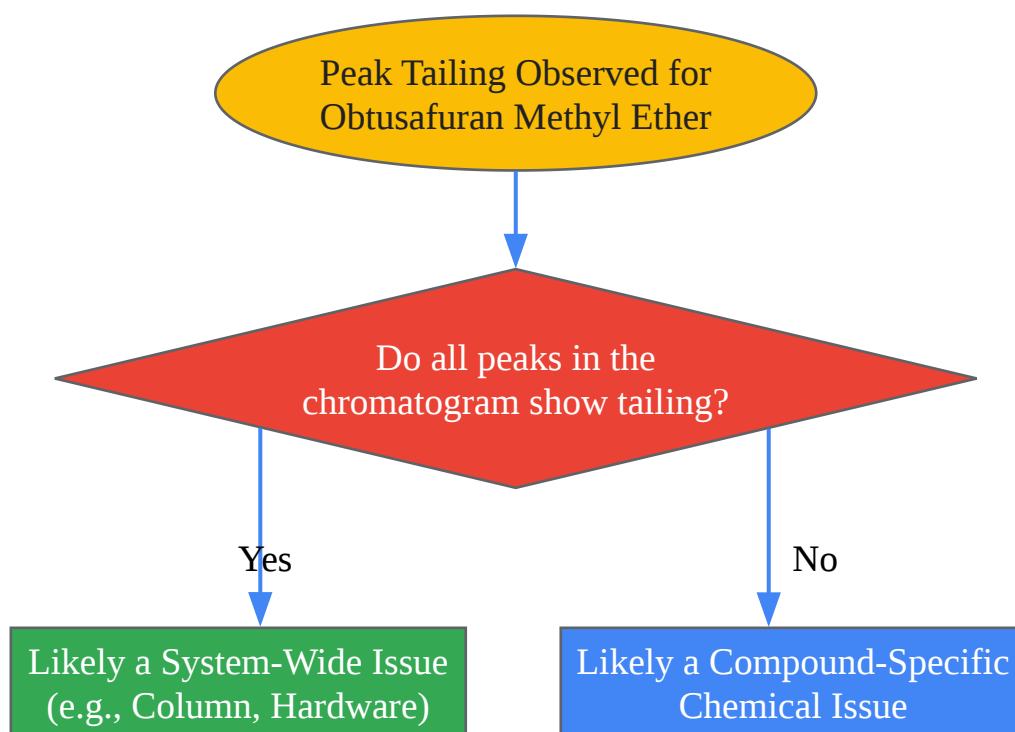 Peak Tailing Observed for
Obtusafuran Methyl Ether
Do all peaks in the
chromatogram show tailing?
Yes
No
Likely a System-Wide Issue
(e.g., Column, Hardware)
Likely a Compound-Specific
Chemical Issue